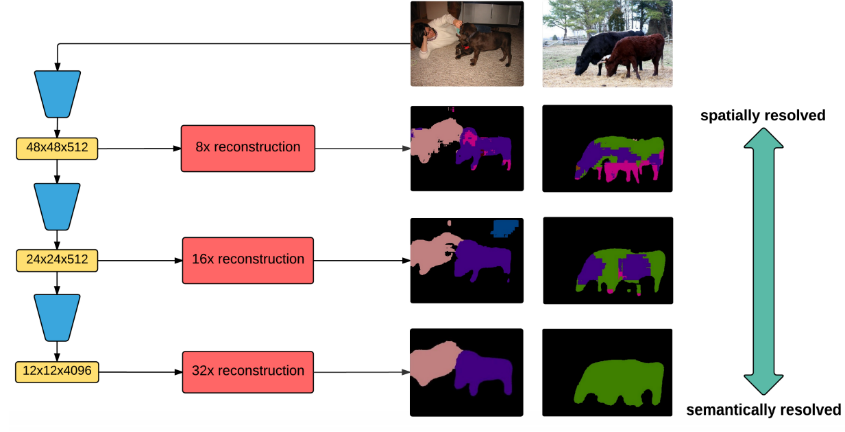 spatially resolved
48x48x512
8x reconstruction
24x24x512
16x reconstruction
12x12x4096
32x reconstruction
semantically resolved